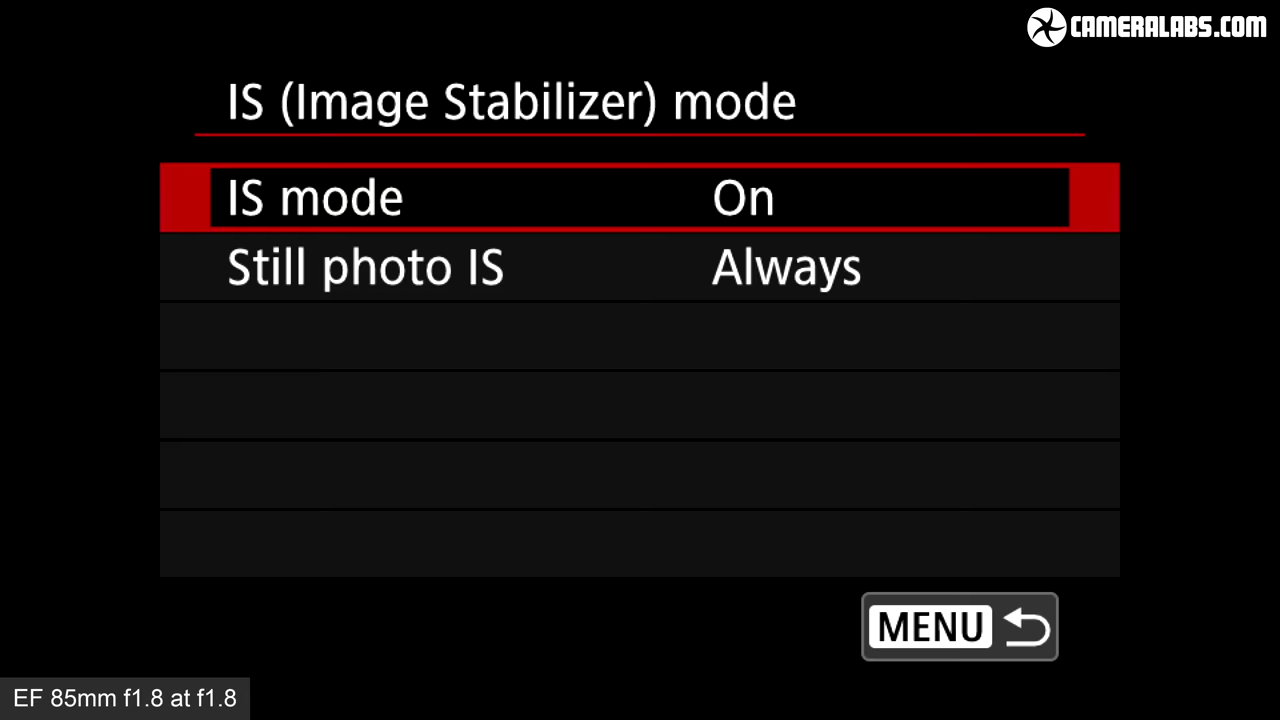 CAMERALABS.COM
IS (Image Stabilizer) mode
IS mode On
Still photo IS Always
MENU
EF 85mm f1.8 at f1.8